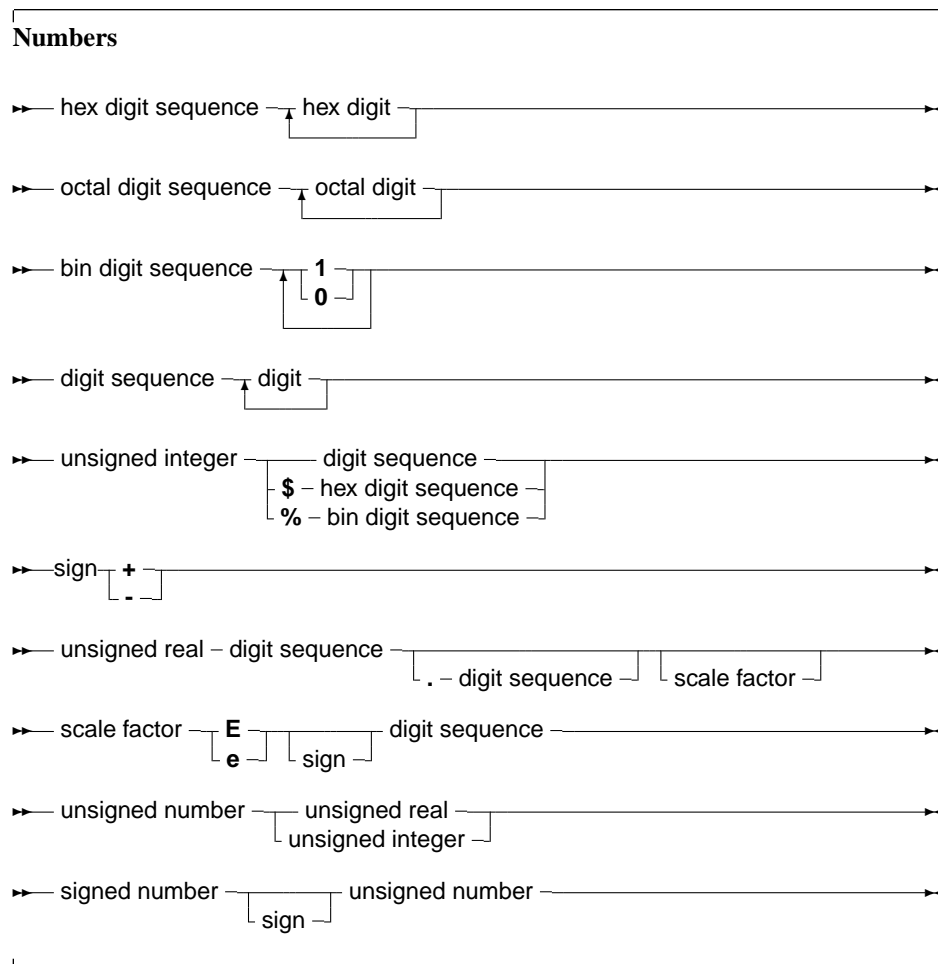 Numbers
hex digit sequence hex digit
octal digit sequence octal digit
bin digit sequence 1
0
digit sequence digit
unsigned integer digit sequence
$ hex digit sequence
% bin digit sequence
sign +
-
unsigned real digit sequence
. digit sequence scale factor
scale factor E digit sequence
e sign
unsigned number unsigned real
unsigned integer
signed number unsigned number
sign